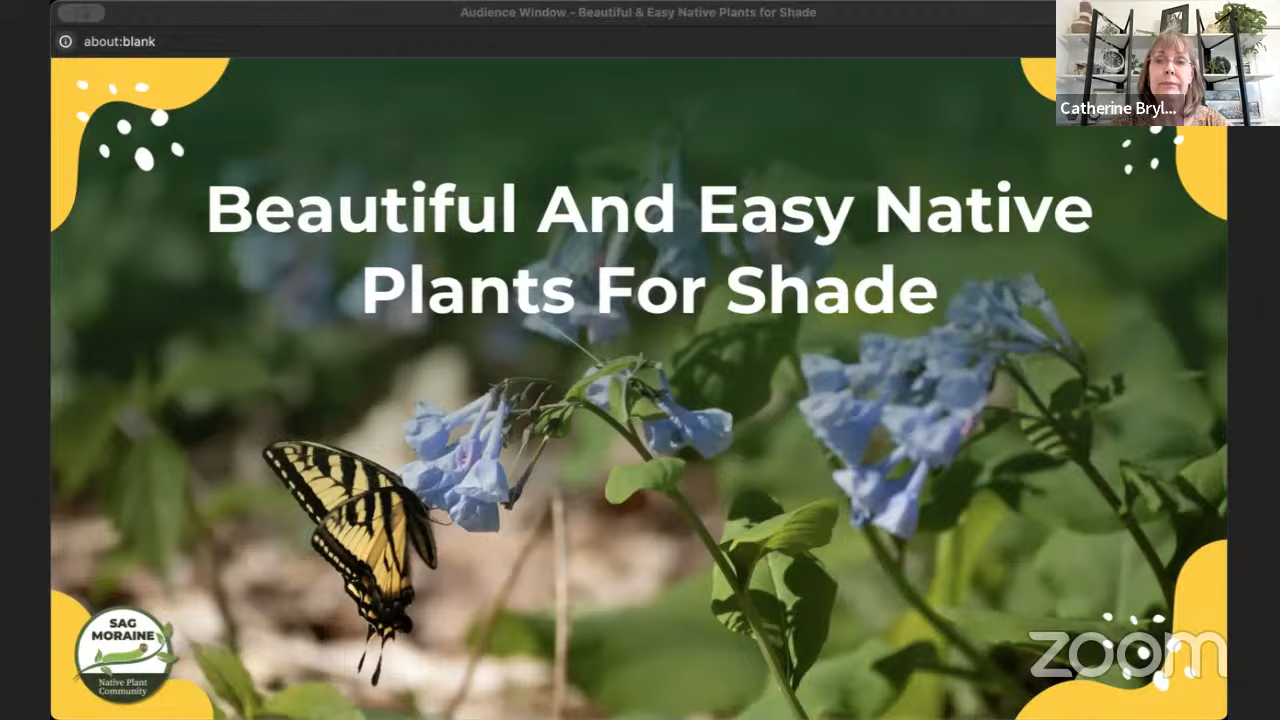 Audience Window - Beautiful & Easy Native Plants for Shade
about:blank
Catherine Bryl...
Beautiful And Easy Native
Plants For Shade
SAG
MORAINE
Native Plant
Community
zoom